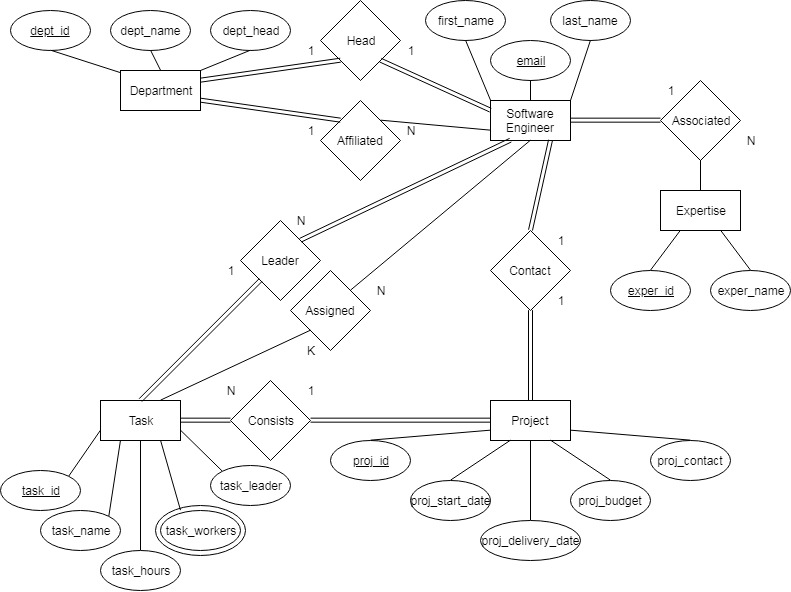 dept_id
dept_name
dept_head
first_name
last_name
email
Head
1
1
Department
Software
Engineer
1
Associated
N
1
Affiliated
N
Expertise
exper_id
exper_name
N
Leader
1
1
Contact
1
N
Assigned
K
N
1
Task
Consists
Project
task_id
task_name
task_hours
task_workers
task_leader
proj_id
proj_start_date
proj_delivery_date
proj_budget
proj_contact